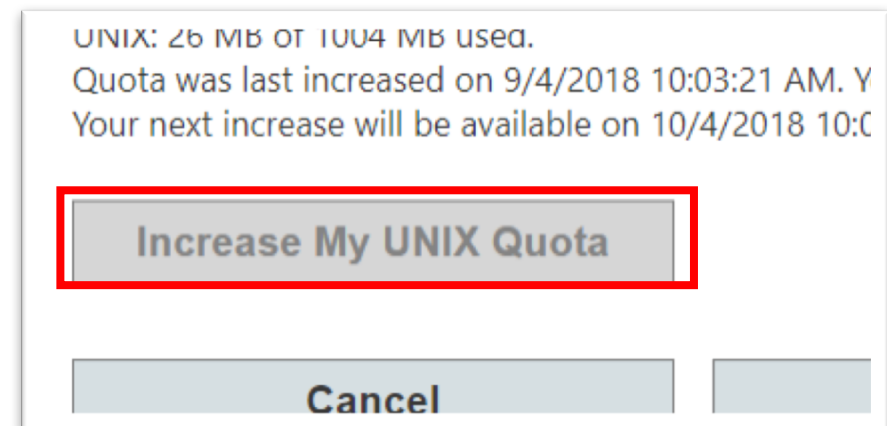 UNIX: 26 MB of 1004 MB used.
Quota was last increased on 9/4/2018 10:03:21 AM.
Your next increase will be available on 10/4/2018
Increase My UNIX Quota
Cancel